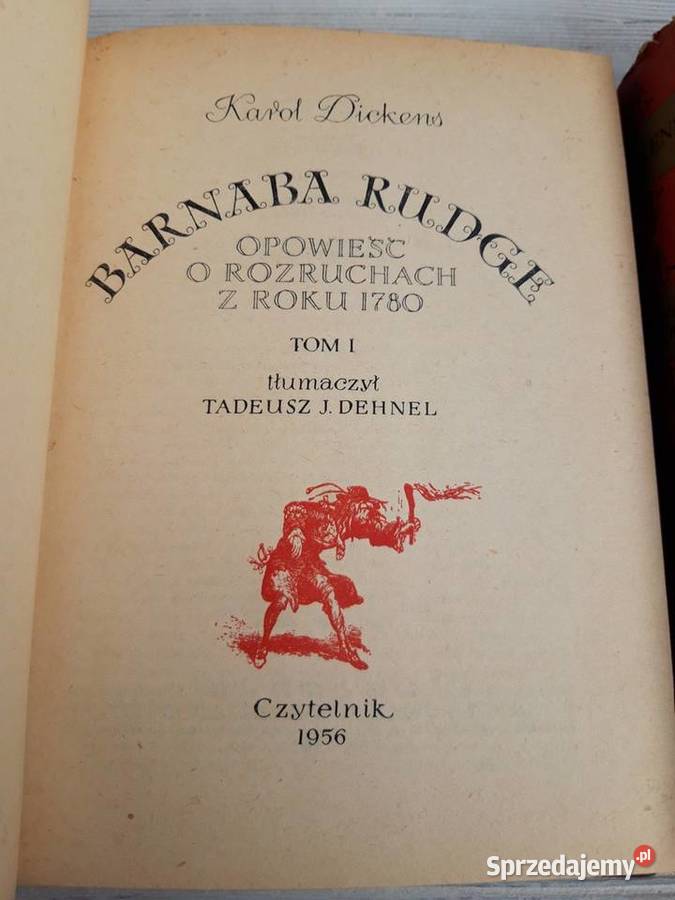 Karol Dickens
BARNABA RUDGE
OPOWIEŚĆ
O ROZRUCHACH
Z ROKU 1780
TOM I
tłumaczył
TADEUSZ J. DEHNEL
Czytelnik
1956
Sprzedajemy.pl